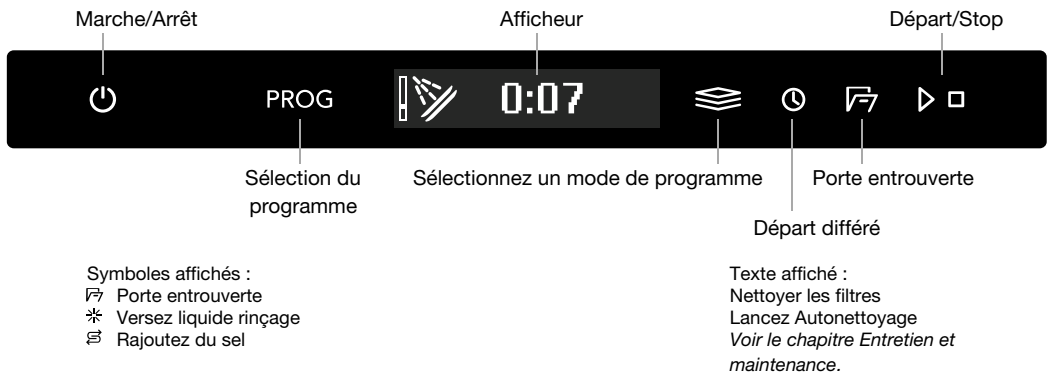 Marche/Arrêt
Afficheur
Départ/Stop
PROG
0:07
Sélection du
programme
Sélectionnez un mode de programme
Porte entrouverte
Départ différé
Symboles affichés :
Porte entrouverte
Versez liquide rinçage
Rajoutez du sel
Texte affiché :
Nettoyer les filtres
Lancez Autonettoyage
Voir le chapitre Entretien et
maintenance.